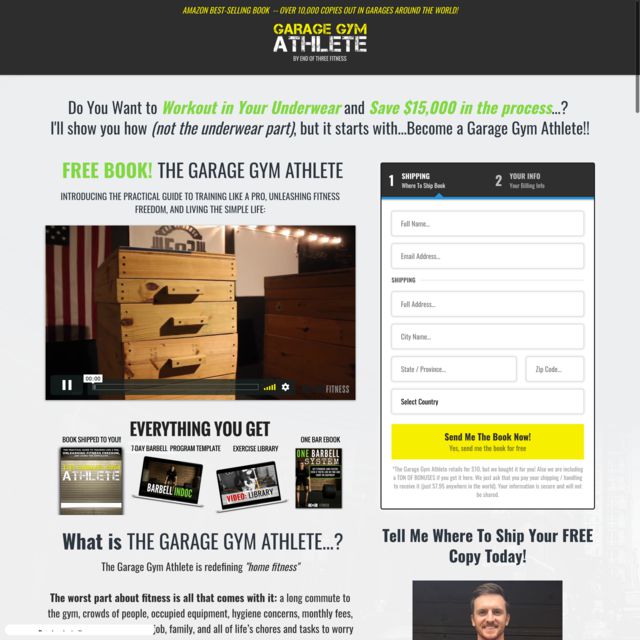 AMAZON BEST-SELLING BOOK -- OVER 10,000 COPIES OUT IN GARAGES AROUND THE WORLD!
GARAGE GYM
ATHLETE
BY END OF THREE FITNESS
Do You Want to Workout in Your Underwear and Save $15,000 in the process...?
I'll show you how (not the underwear part), but it starts with...Become a Garage Gym Athlete!!
FREE BOOK! THE GARAGE GYM ATHLETE
INTRODUCING THE PRACTICAL GUIDE TO TRAINING LIKE A PRO, UNLEASHING FITNESS
FREEDOM, AND LIVING THE SIMPLE LIFE:
00:00
FITNESS
EVERYTHING YOU GET
BOOK SHIPPED TO YOU!
7-DAY BARBELL PROGRAM TEMPLATE
EXERCISE LIBRARY
ONE BAR EBOOK
ATHLETE
BARBELL INDOC
VIDEO: LIBRARY
ONE BARBELL
SYSTEM
What is THE GARAGE GYM ATHLETE...?
The Garage Gym Athlete is redefining "home fitness"
The worst part about fitness is all that comes with it: a long commute to
the gym, crowds of people, occupied equipment, hygiene concerns, monthly fees,
job, family, and all of life's chores and tasks to worry
1 SHIPPING
Where To Ship Book
2 YOUR INFO
Your Billing Info
Full Name...
Email Address...
SHIPPING
Full Address...
City Name...
State / Province...
Zip Code...
Select Country
Send Me The Book Now!
Yes, send me the book for free
*The Garage Gym Athlete retails for $30, but we bought it for you! Also we are including
a TON OF BONUSES if you get it here. We just ask that you pay your shipping / handling
to receive it (just $7.95 anywhere in the world). Your information is secure and will not
be shared.
Tell Me Where To Ship Your FREE
Copy Today!